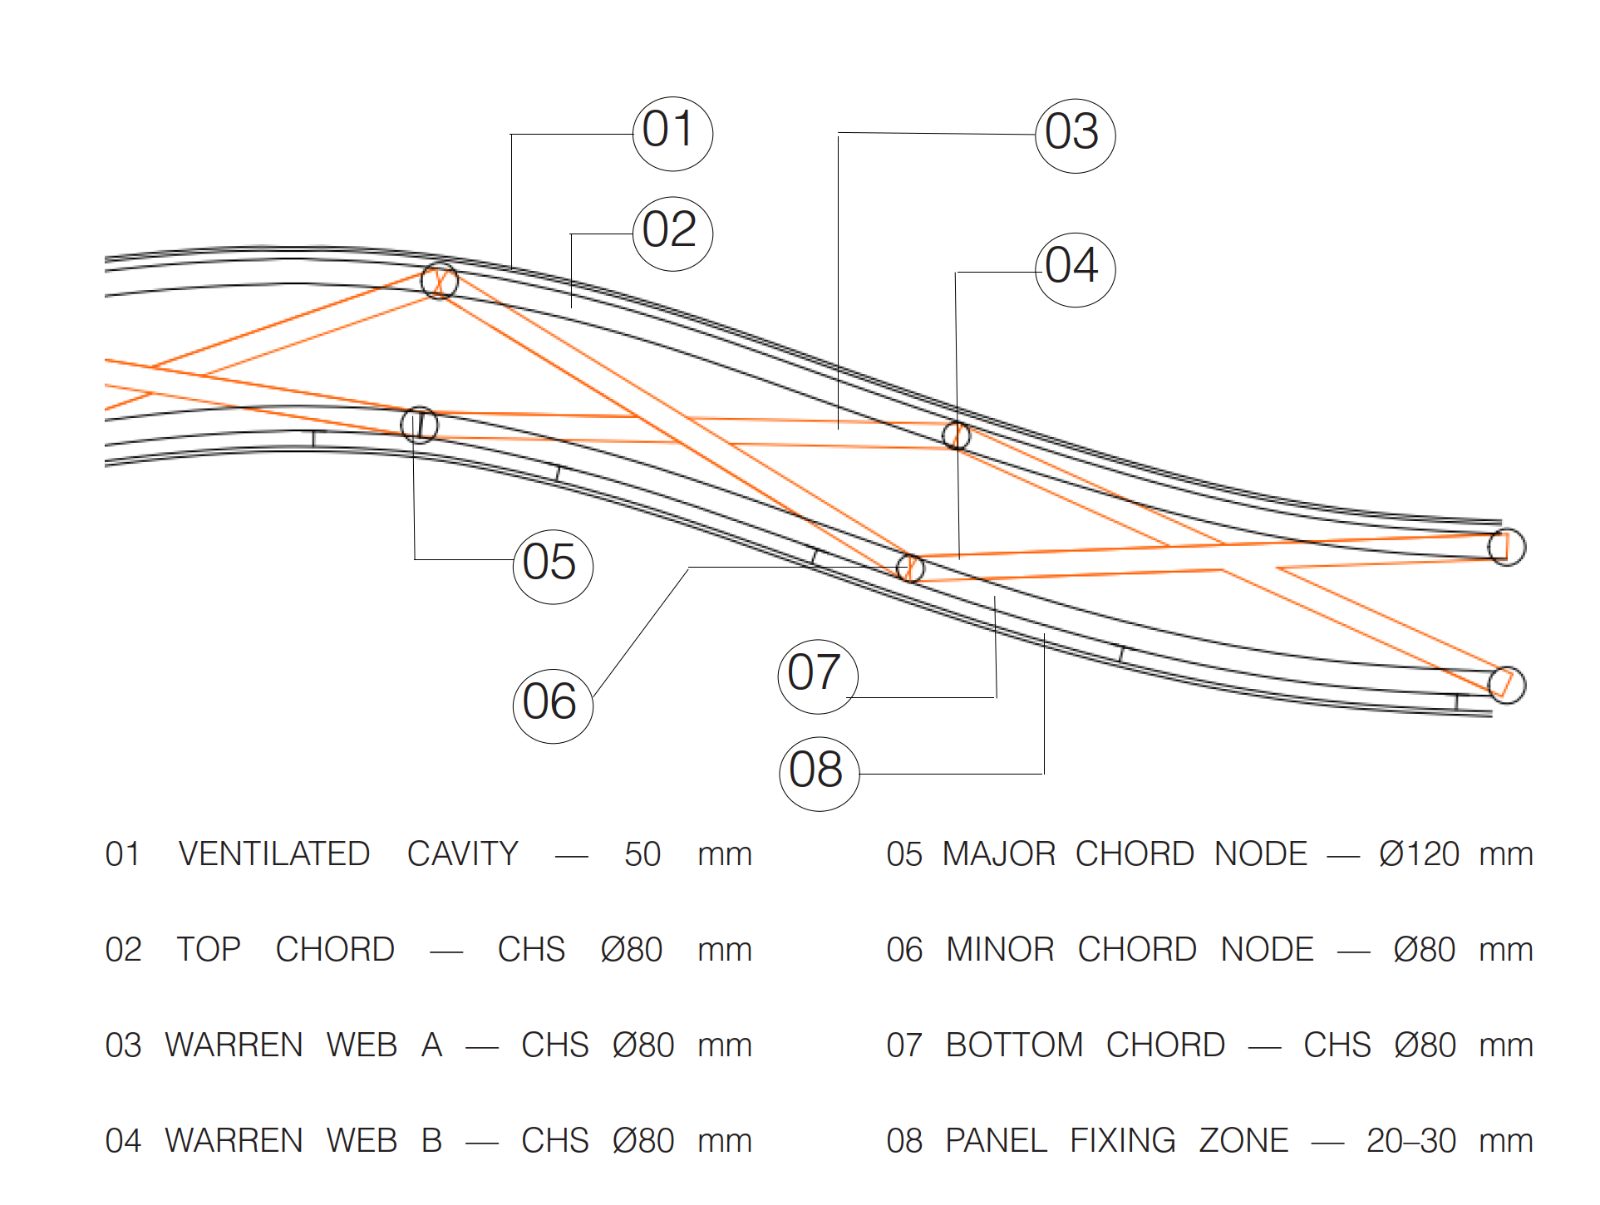 01
02
03
04
05
06
07
08
01 VENTILATED CAVITY — 50 mm
02 TOP CHORD — CHS Ø80 mm
03 WARREN WEB A — CHS Ø80 mm
04 WARREN WEB B — CHS Ø80 mm
05 MAJOR CHORD NODE — Ø120 mm
06 MINOR CHORD NODE — Ø80 mm
07 BOTTOM CHORD — CHS Ø80 mm
08 PANEL FIXING ZONE — 20–30 mm